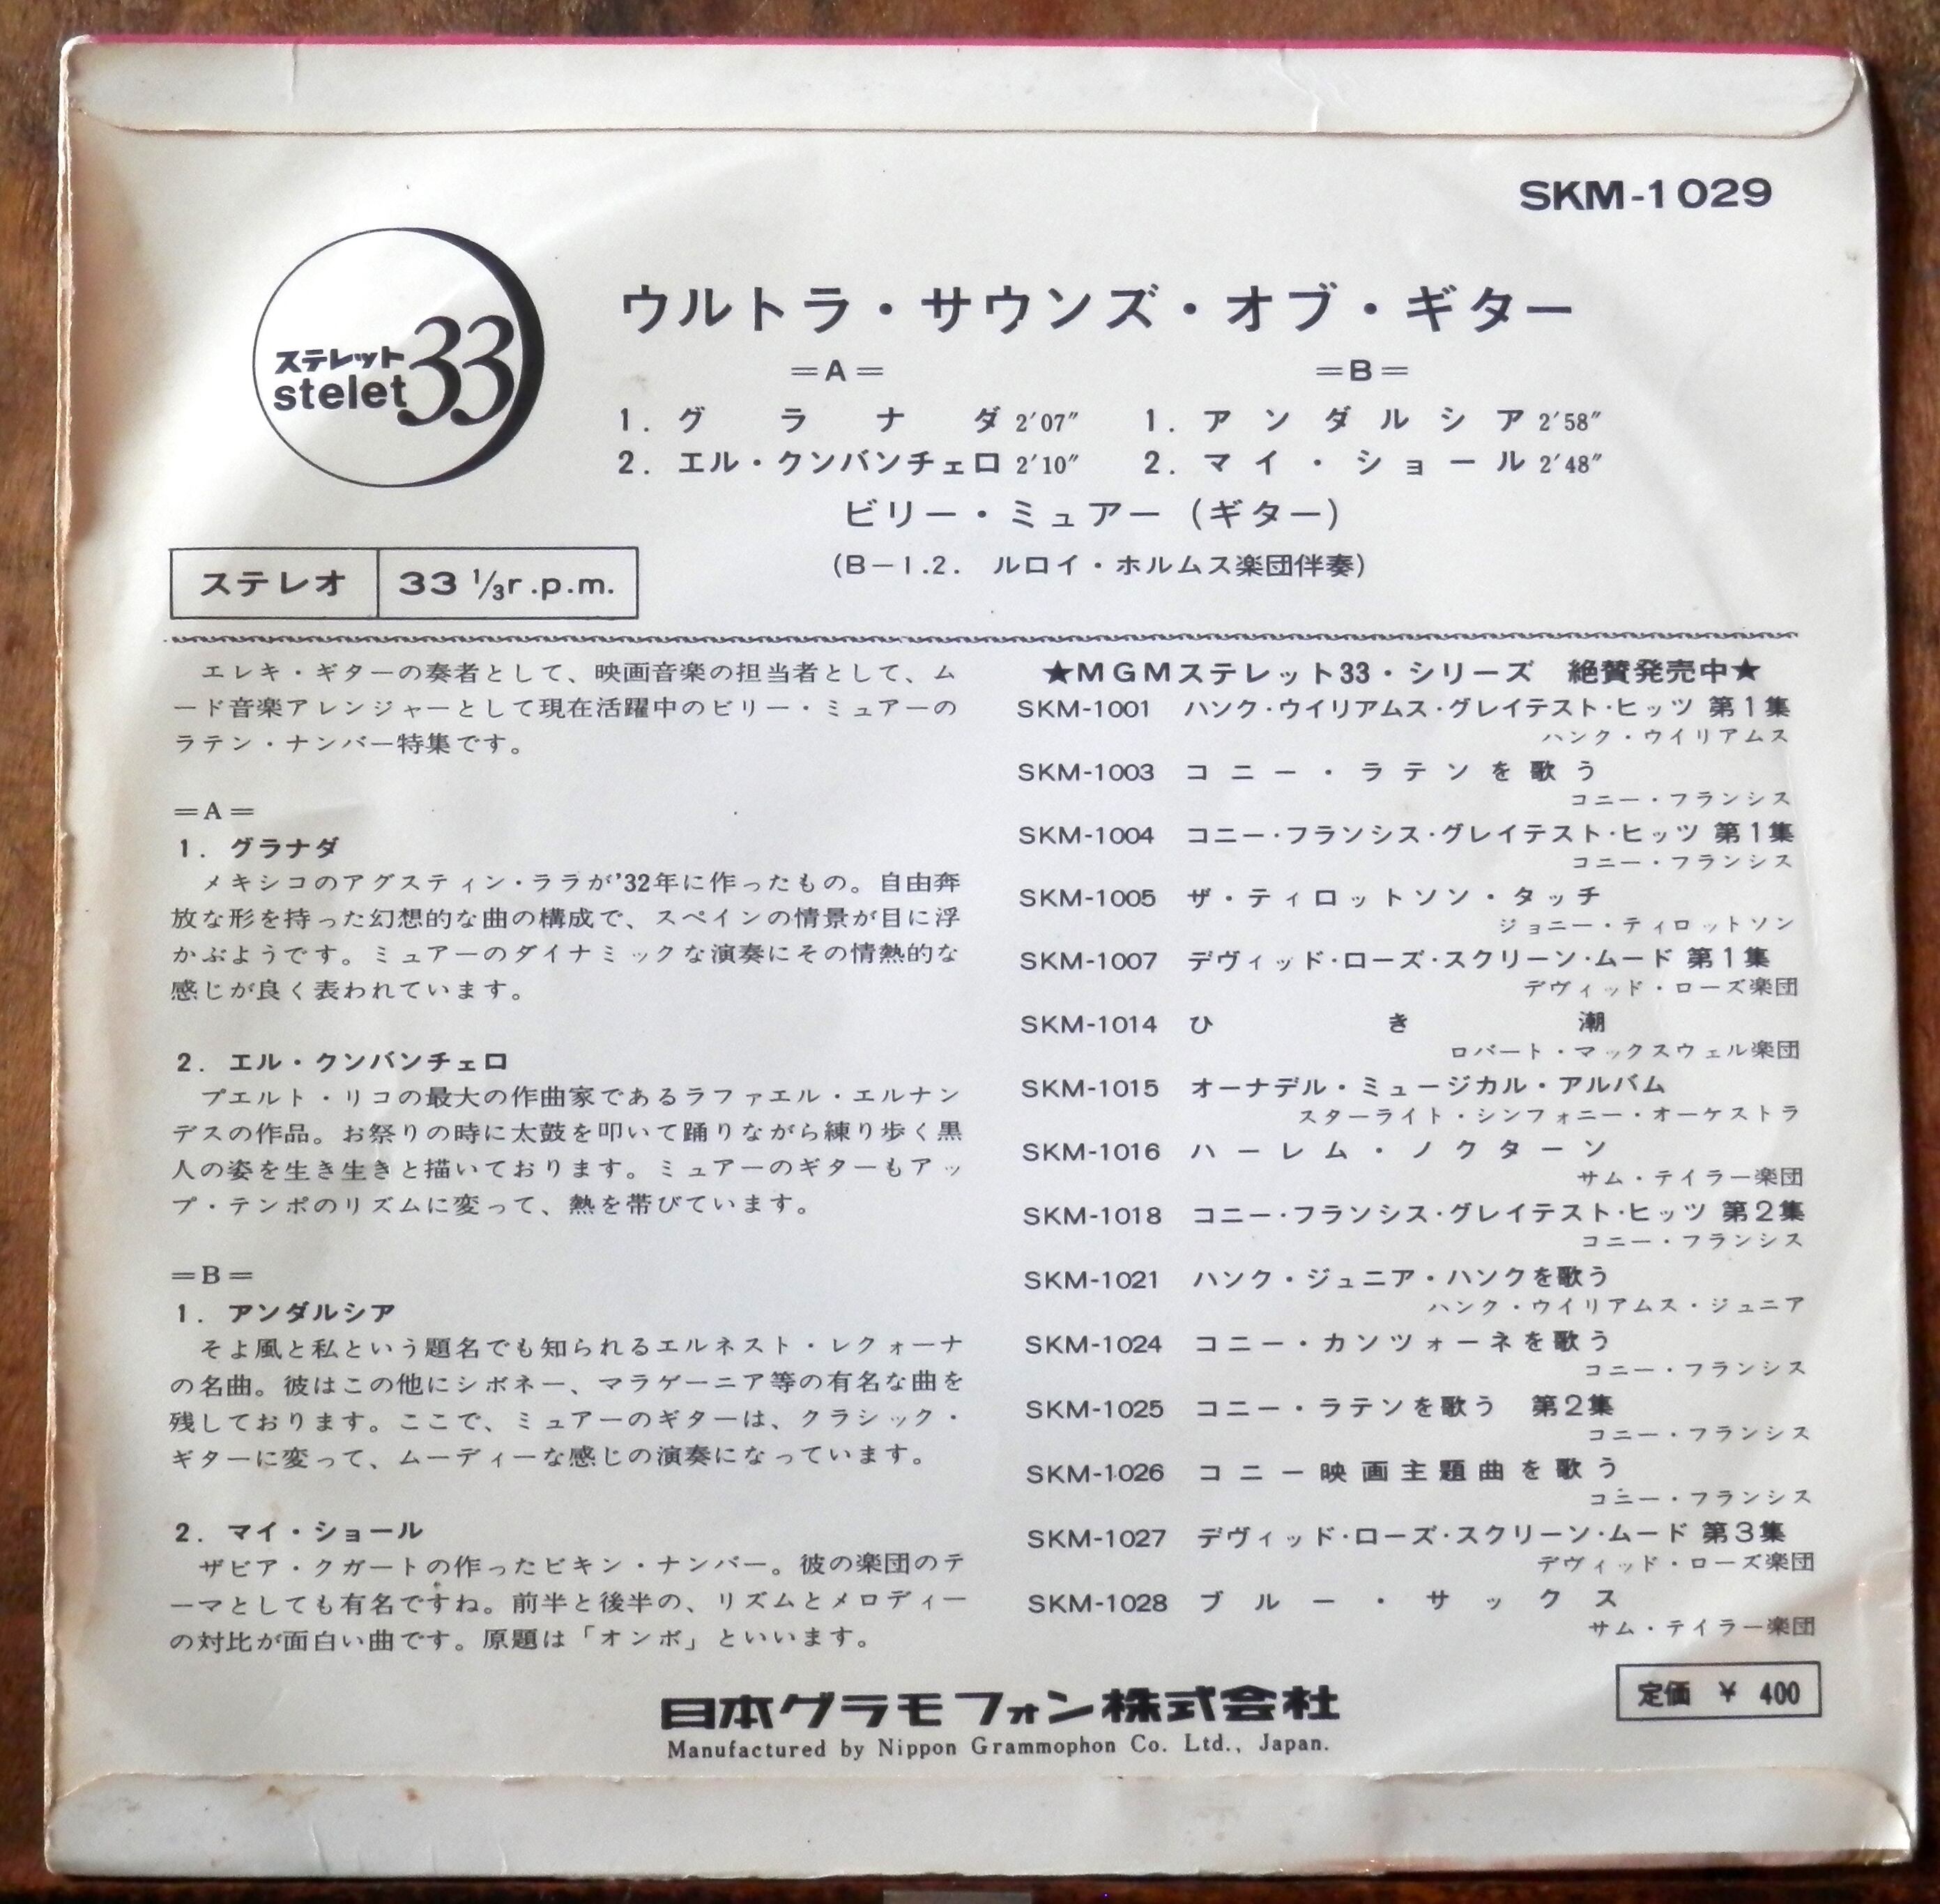 SKM-1029
ステレット
stelet 33
ウルトラ・サウンズ・オブ・ギター
=A=
1. グラナダ 2′07″
2. エル・クンバンチェロ 2′10″
=B=
1. アンダルシア 2′58″
2. マイ・ショール 2′48″
ビリー・ミュアー (ギター)
(B-1.2. ルロイ・ホルムス楽団伴奏)
ステレオ 33 1/3 r.p.m.
エレキ・ギターの奏者として、映画音楽の担当者として、ム
ード音楽アレンジャーとして現在活躍中のビリー・ミュアーの
ラテン・ナンバー特集です。
=A=
1. グラナダ
メキシコのアグスティン・ララが'32年に作ったもの。自由奔
放な形を持った幻想的な曲の構成で、スペインの情景が目に浮
かぶようです。ミュアーのダイナミックな演奏にその情熱的な
感じが良く表われています。
2. エル・クンバンチェロ
プエルト・リコの最大の作曲家であるラファエル・エルナン
デスの作品。お祭りの時に太鼓を叩いて踊りながら練り歩く黒
人の姿を生き生きと描いております。ミュアーのギターもアッ
プ・テンポのリズムに変って、熱を帯びています。
=B=
1. アンダルシア
そよ風と私という題名でも知られるエルネスト・レクォーナ
の名曲。彼はこの他にシボネー、マラゲーニア等の有名な曲を
残しております。ここで、ミュアーのギターは、クラシック・
ギターに変って、ムーディーな感じの演奏になっています。
2. マイ・ショール
ザビア・クガートの作ったビキン・ナンバー。彼の楽団のテ
ーマとしても有名ですね。前半と後半の、リズムとメロディー
の対比が面白い曲です。原題は「オンボ」といいます。
★MGMステレット33・シリーズ 絶賛発売中★
SKM-1001 ハンク・ウイリアムス・グレイテスト・ヒッツ 第1集
ハンク・ウイリアムス
SKM-1003 コニー・ラテンを歌う
コニー・フランシス
SKM-1004 コニー・フランシス・グレイテスト・ヒッツ 第1集
コニー・フランシス
SKM-1005 ザ・ティロットソン・タッチ
ジョニー・ティロットソン
SKM-1007 デヴィッド・ローズ・スクリーン・ムード 第1集
デヴィッド・ローズ楽団
SKM-1014 ひき潮
ロバート・マックスウェル楽団
SKM-1015 オーナデル・ミュージカル・アルバム
スターライト・シンフォニー・オーケストラ
SKM-1016 ハーレム・ノクターン
サム・テイラー楽団
SKM-1018 コニー・フランシス・グレイテスト・ヒッツ 第2集
コニー・フランシス
SKM-1021 ハンク・ジュニア・ハンクを歌う
ハンク・ウイリアムス・ジュニア
SKM-1024 コニー・カンツォーネを歌う
コニー・フランシス
SKM-1025 コニー・ラテンを歌う 第2集
コニー・フランシス
SKM-1026 コニー映画主題曲を歌う
コニー・フランシス
SKM-1027 デヴィッド・ローズ・スクリーン・ムード 第3集
デヴィッド・ローズ楽団
SKM-1028 ブルー・サックス
サム・テイラー楽団
定価 ¥ 400
日本グラモフォン株式会社
Manufactured by Nippon Grammophon Co. Ltd., Japan.